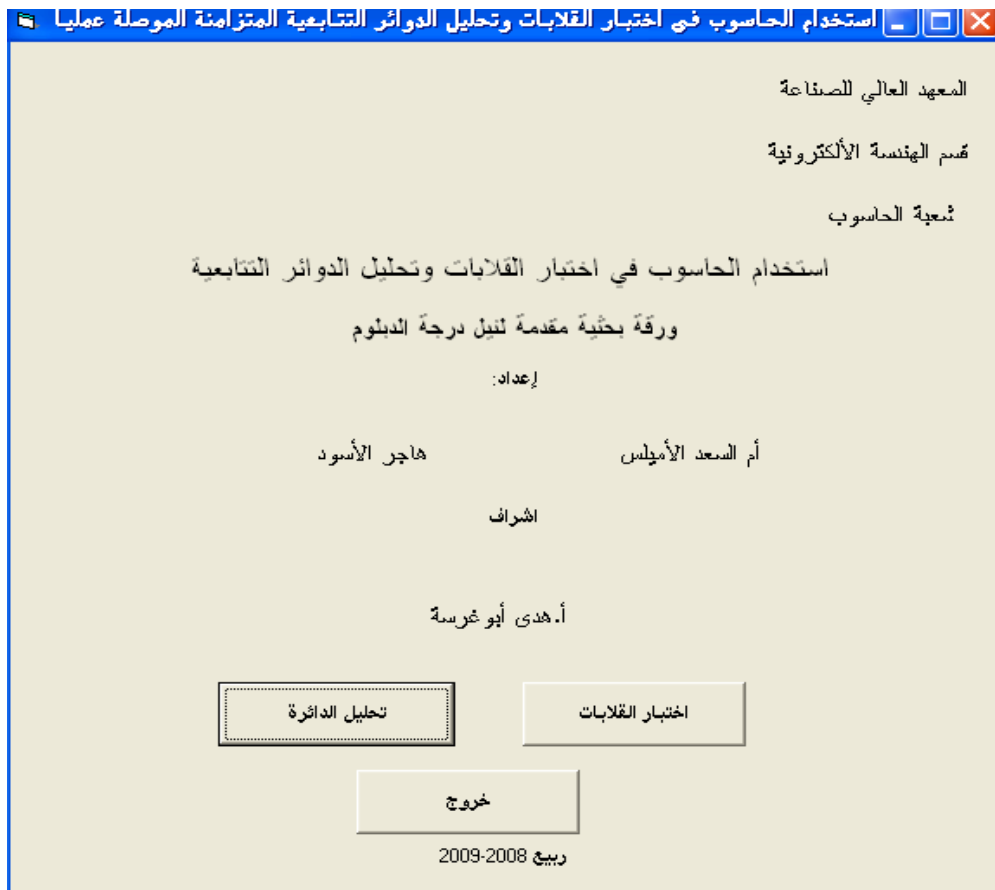 استخدام الحاسوب في اختبار القلابات وتحليل الدوائر التتابعية المتزامنة الموصلة عمليا
المعهد العالي للصناعة
قسم الهندسة الألكترونية
شعبة الحاسوب
استخدام الحاسوب في اختبار القلابات وتحليل الدوائر التتابعية
ورقة بحثية مقدمة لنيل درجة الدبلوم
إعداد:
أم السعد الأميلس هاجر الأسود
اشراف
أ.هدى أبو غرسة
اختبار القلابات تحليل الدائرة
خروج
ربيع 2008-2009